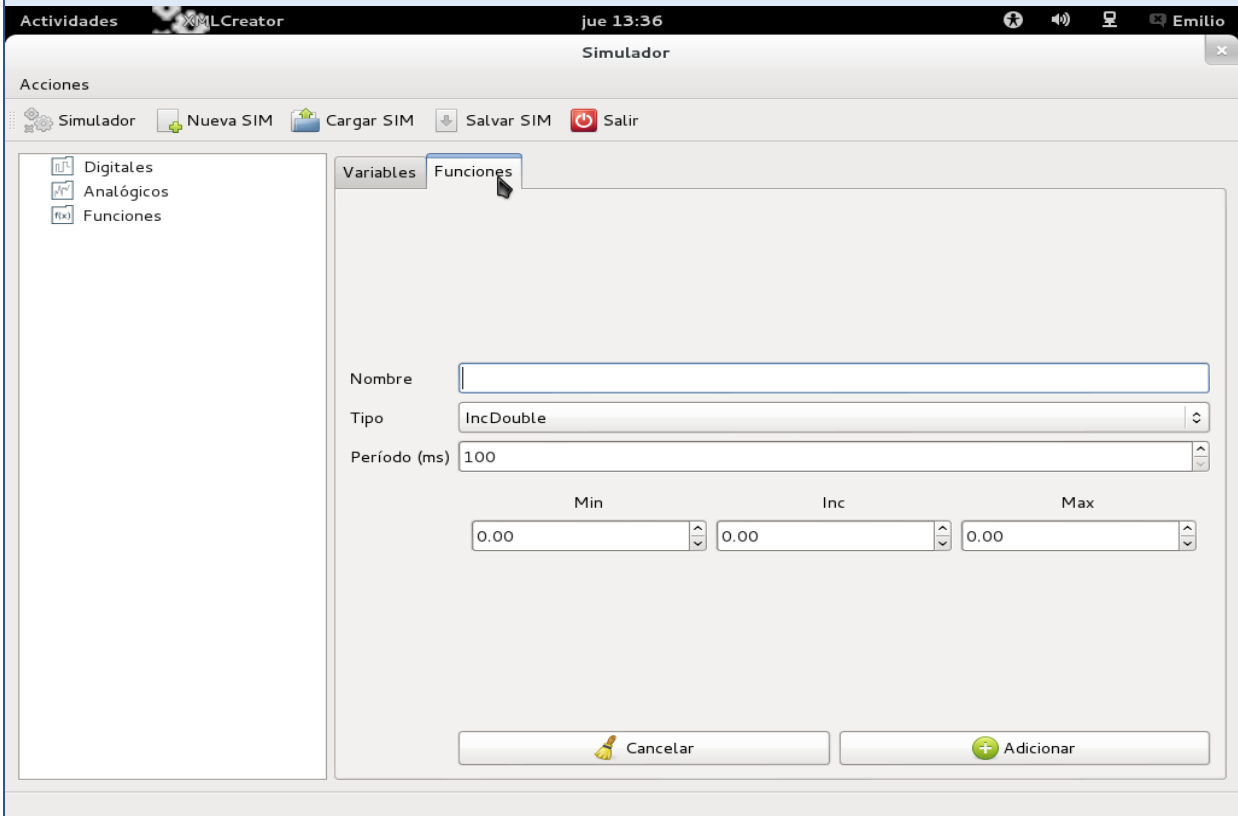 Actividades XMLCreator jue 13:36 Emilio
Simulador
Acciones
Simulador Nueva SIM Cargar SIM Salvar SIM Salir
Digitales
Analógicos
f(x) Funciones
Variables Funciones
Nombre
Tipo IncDouble
Período (ms) 100
Min Inc Max
0.00 0.00 0.00
Cancelar Adicionar